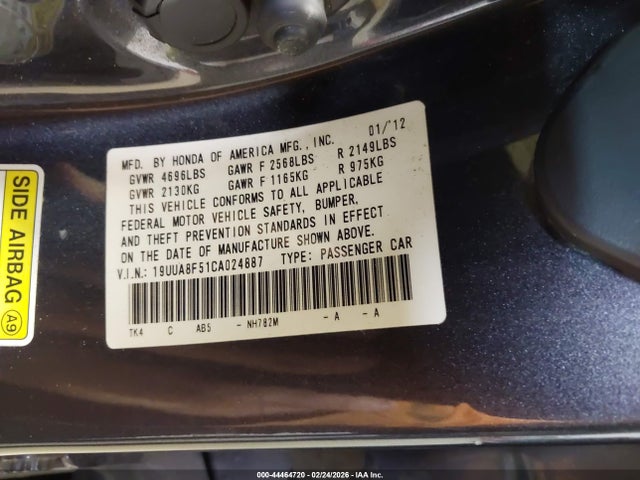 MFD. BY HONDA OF AMERICA MFG., INC. 01/'12
GVWR 4696LBS GAWR F 2568LBS R 2149LBS
GVWR 2130KG GAWR F 1165KG R 975KG
THIS VEHICLE CONFORMS TO ALL APPLICABLE
FEDERAL MOTOR VEHICLE SAFETY, BUMPER,
AND THEFT PREVENTION STANDARDS IN EFFECT
ON THE DATE OF MANUFACTURE SHOWN ABOVE.
V.I.N.: 19UUA8F51CA024887 TYPE: PASSENGER CAR
TK4 C AB5 - NH782M - A - A
SIDE AIRBAG A9
000-44464720 - 02/24/2026 - IAA Inc.